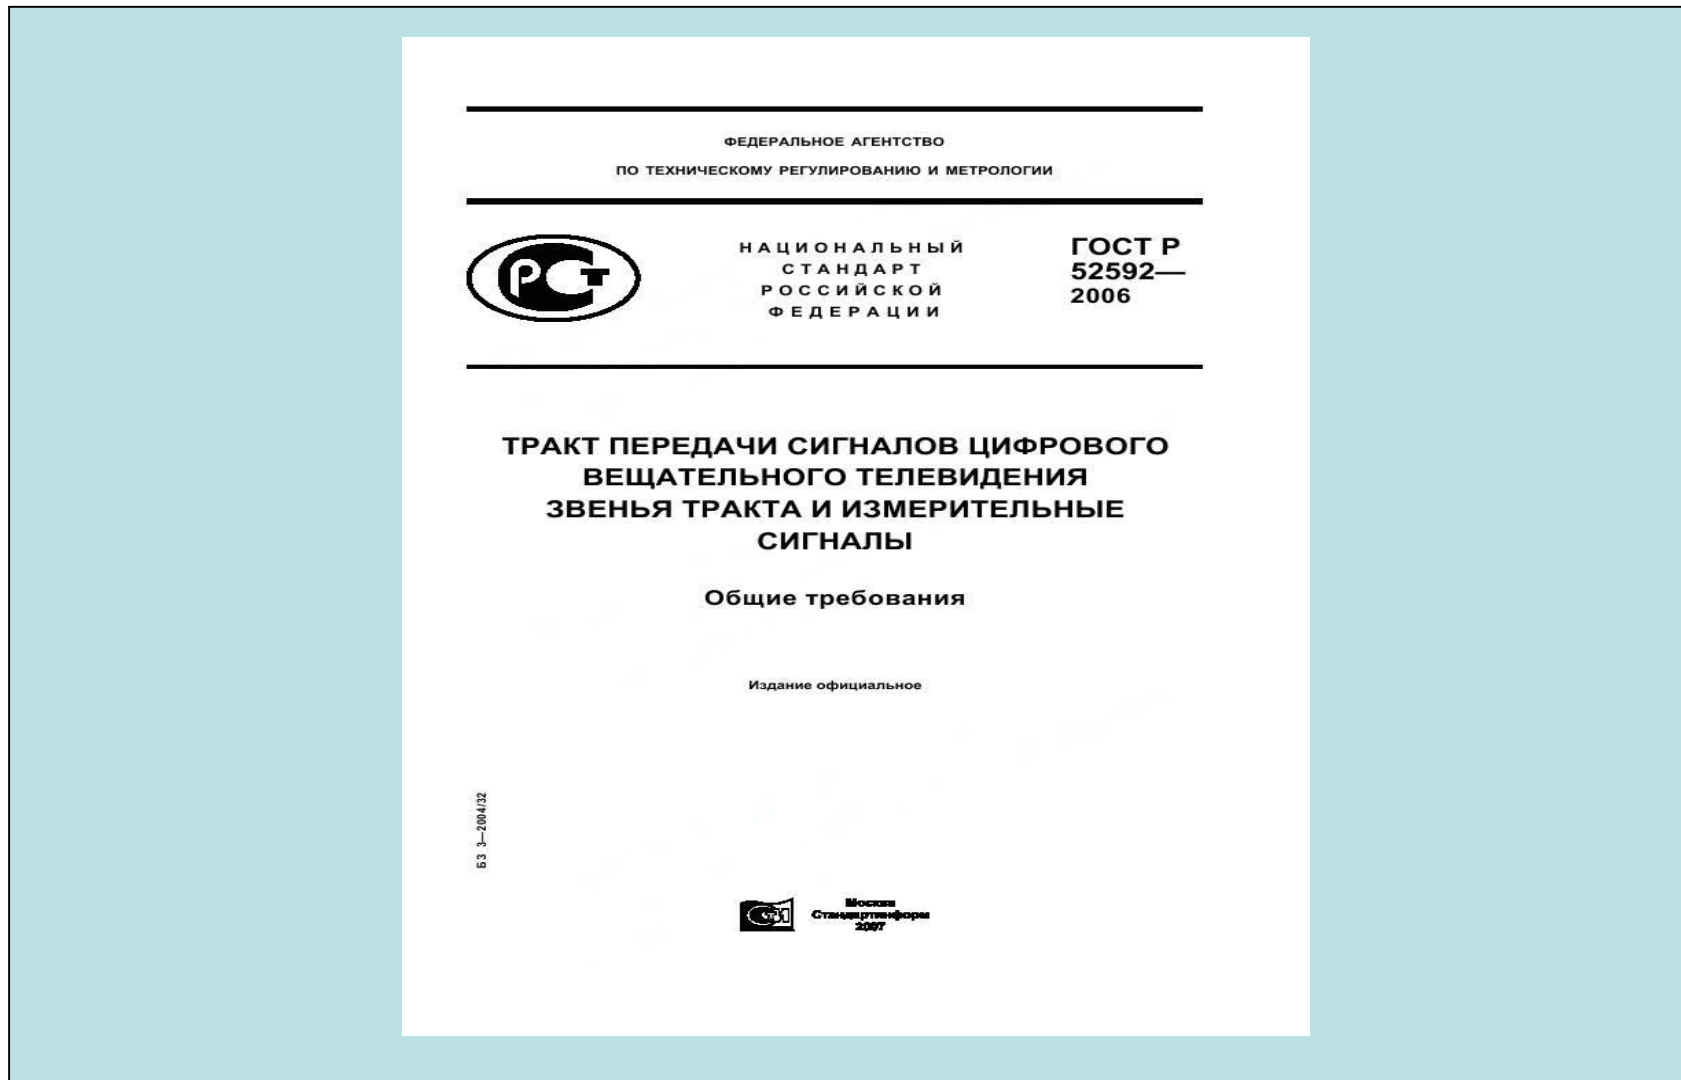 ФЕДЕРАЛЬНОЕ АГЕНТСТВО
ПО ТЕХНИЧЕСКОМУ РЕГУЛИРОВАНИЮ И МЕТРОЛОГИИ
РСТ
НАЦИОНАЛЬНЫЙ
СТАНДАРТ
РОССИЙСКОЙ
ФЕДЕРАЦИИ
ГОСТ Р
52592—
2006
ТРАКТ ПЕРЕДАЧИ СИГНАЛОВ ЦИФРОВОГО
ВЕЩАТЕЛЬНОГО ТЕЛЕВИДЕНИЯ
ЗВЕНЬЯ ТРАКТА И ИЗМЕРИТЕЛЬНЫЕ
СИГНАЛЫ
Общие требования
Издание официальное
БЗ 3—2004/32
Москва
Стандартинформ
2007